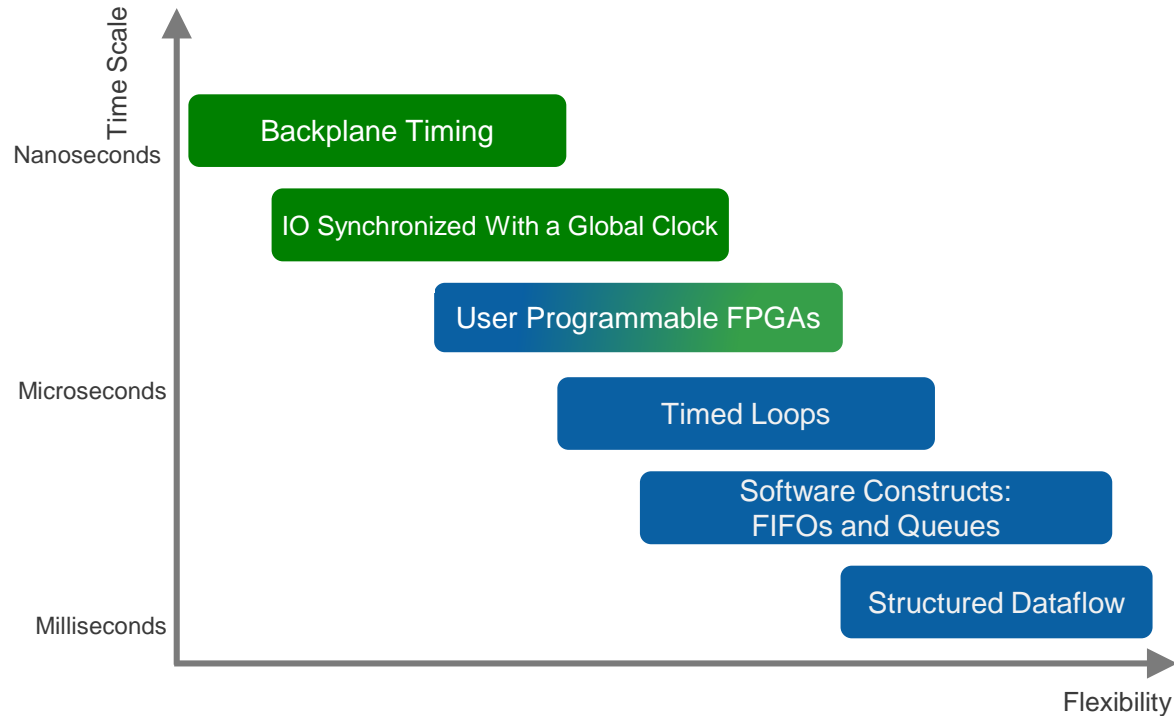 Time Scale
Backplane Timing
Nanoseconds
IO Synchronized With a Global Clock
User Programmable FPGAs
Microseconds
Timed Loops
Software Constructs:
FIFOs and Queues
Structured Dataflow
Milliseconds
Flexibility